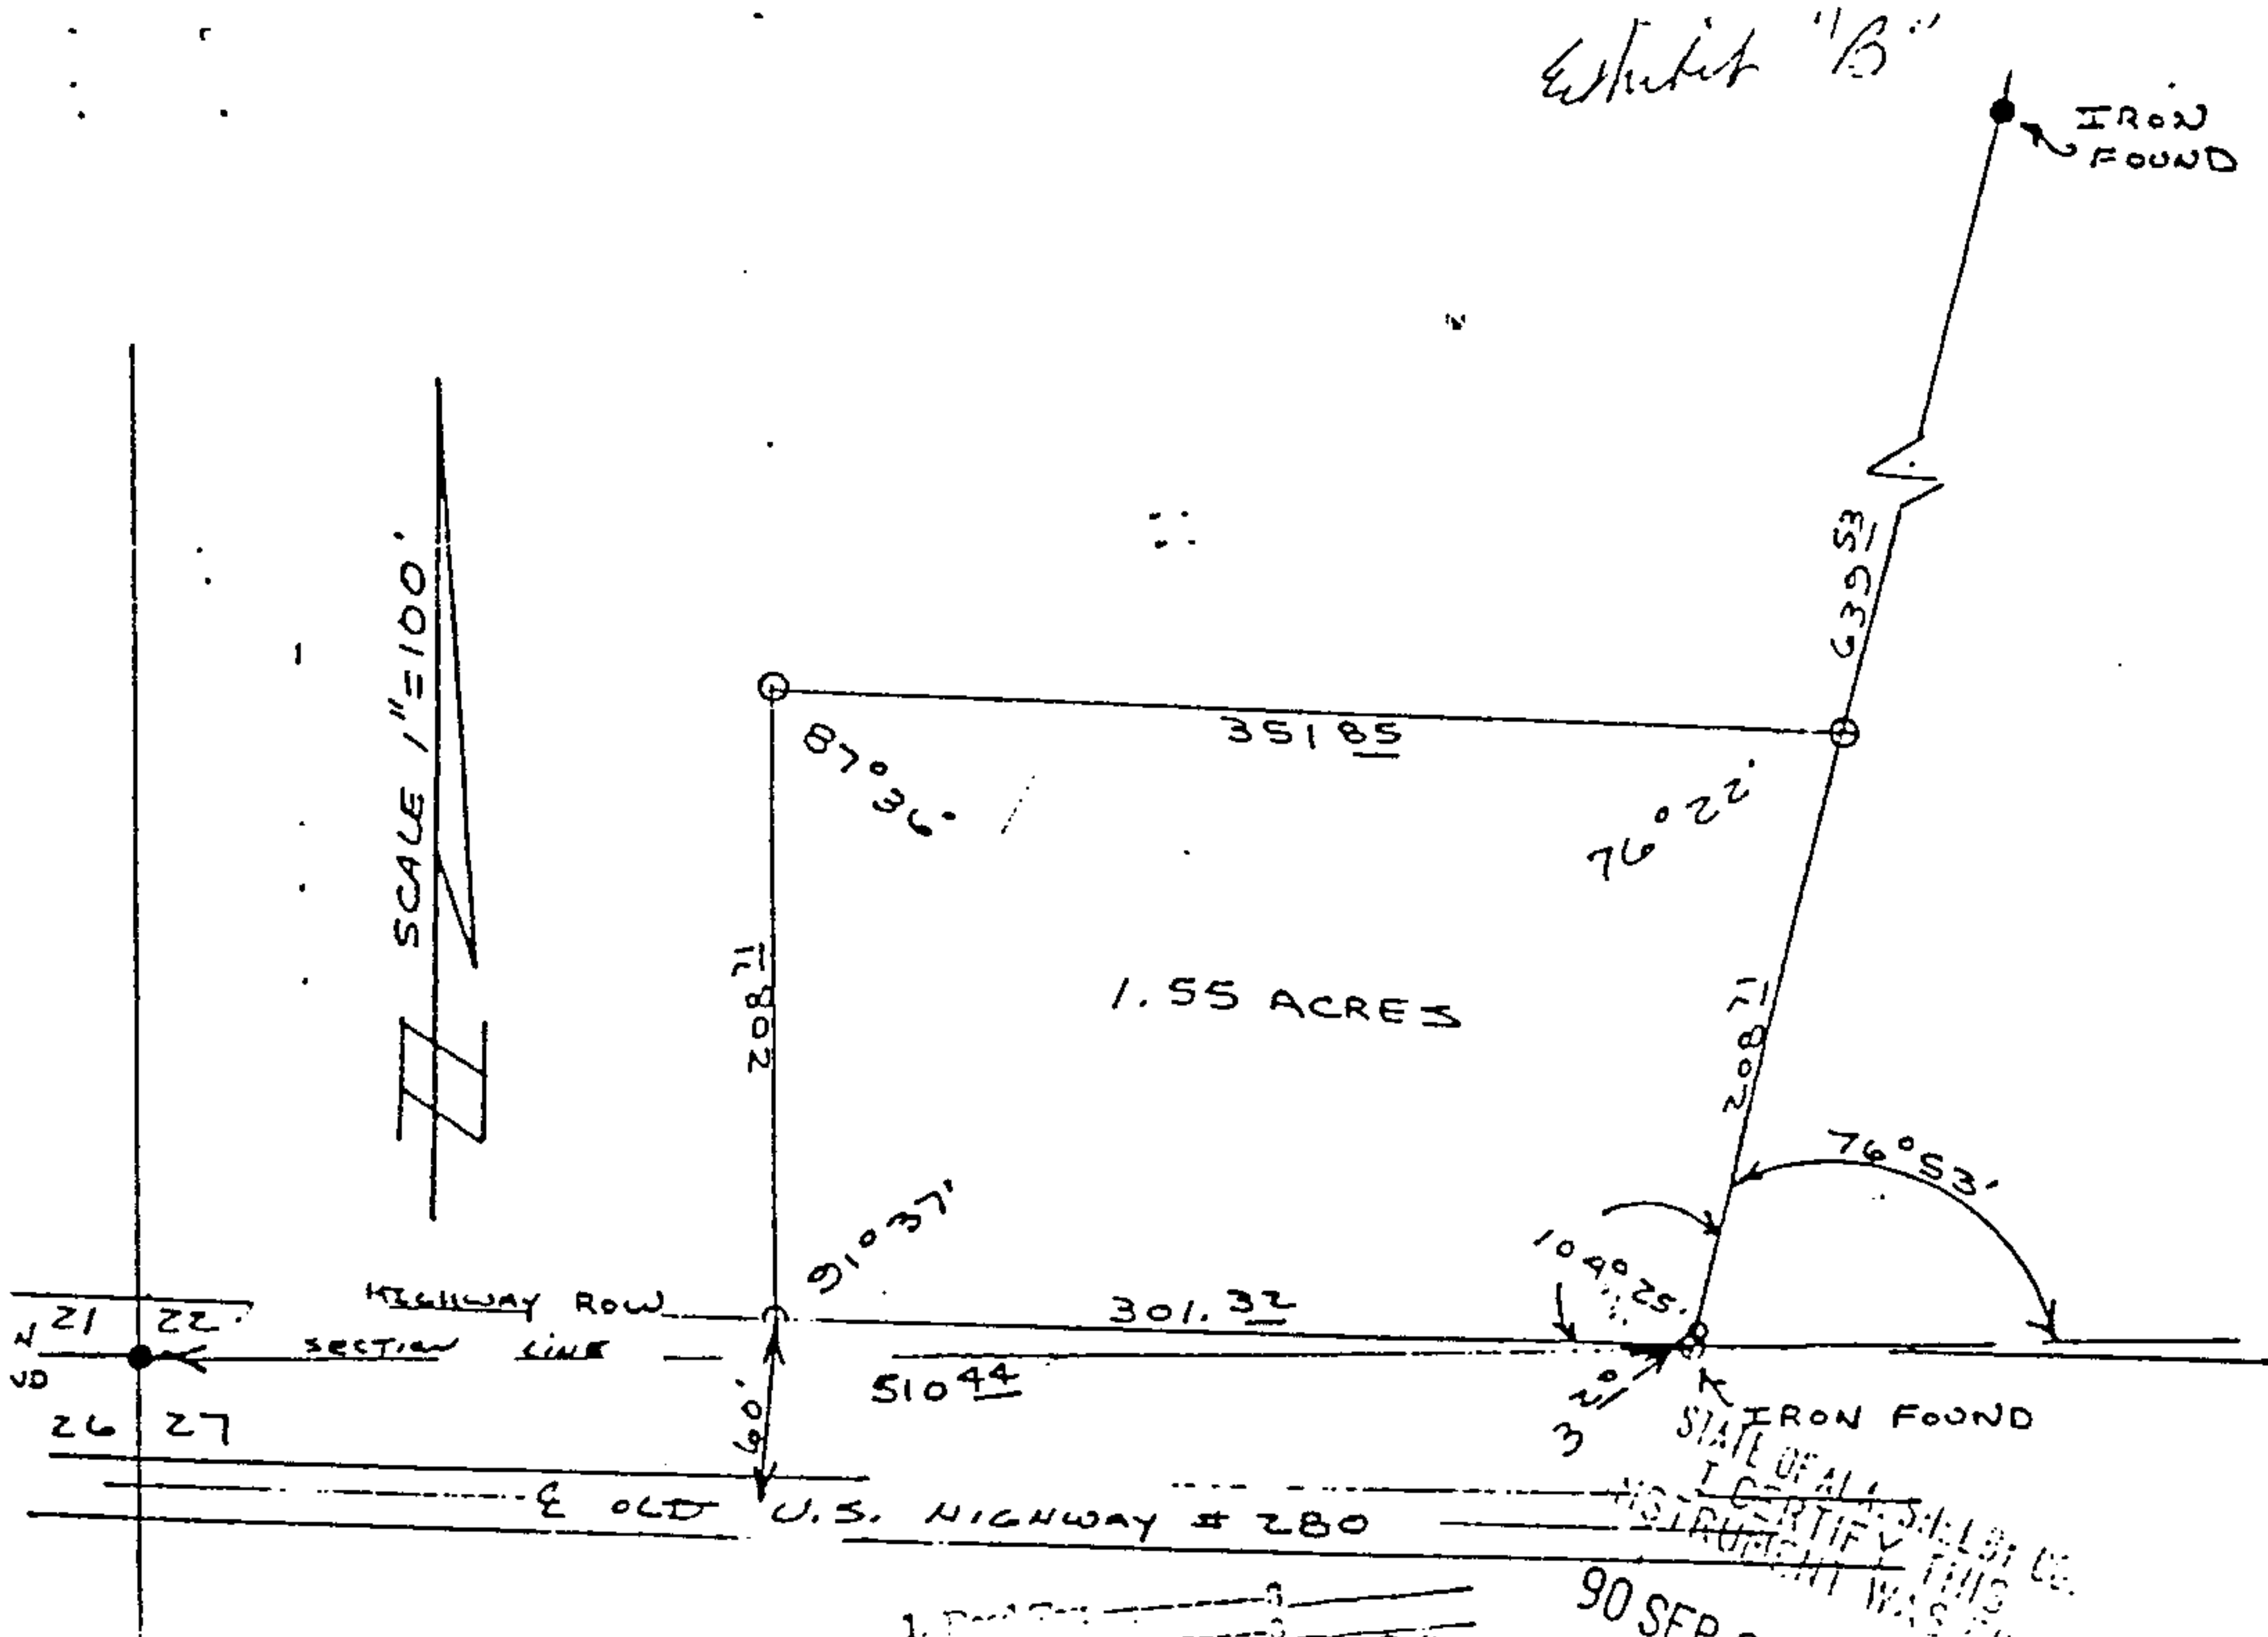 Exhibit "B"
IRON
FOUND
SCALE 1"=100'
639 53
351 85
87° 36'
76° 22'
208 71
1.55 ACRES
208 71
76° 53'
91° 37'
104° 25'
HIGHWAY ROW
301. 32
21 22
N
SECTION LINE
510 44
UD
60'
26 27
IRON FOUND
STATE OF ALA. SHELBY CO.
I CERTIFY THIS
INSTRUMENT WAS
℄ OLD U.S. HIGHWAY # 280
90 SEP
1.